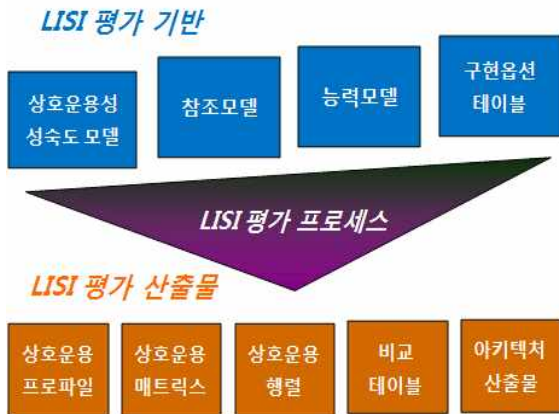 LISI 평가 기반
상호운용성
성숙도 모델
참조모델
능력모델
구현옵션
테이블
LISI 평가 프로세스
LISI 평가 산출물
상호운용
프로파일
상호운용
매트릭스
상호운용
행렬
비교
테이블
아키텍처
산출물